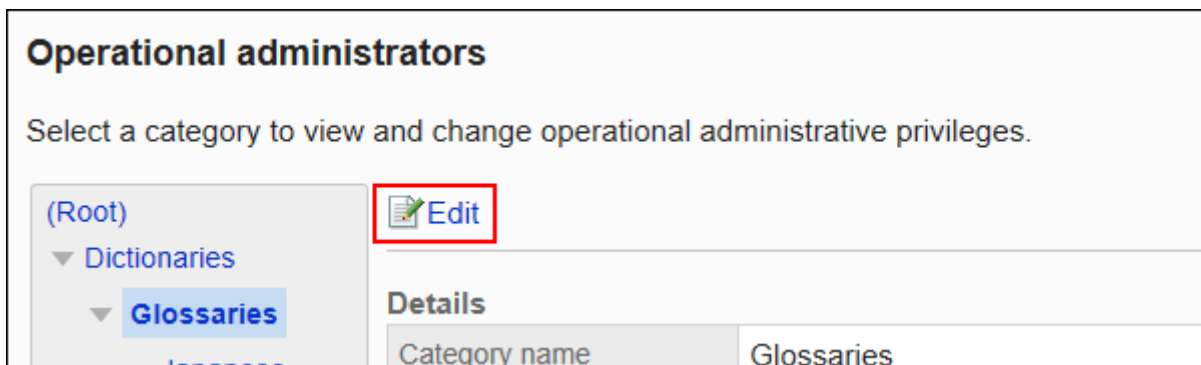 Operational administrators
Select a category to view and change operational administrative privileges.
(Root)
Edit
Dictionaries
Glossaries
Details
Category name
Glossaries